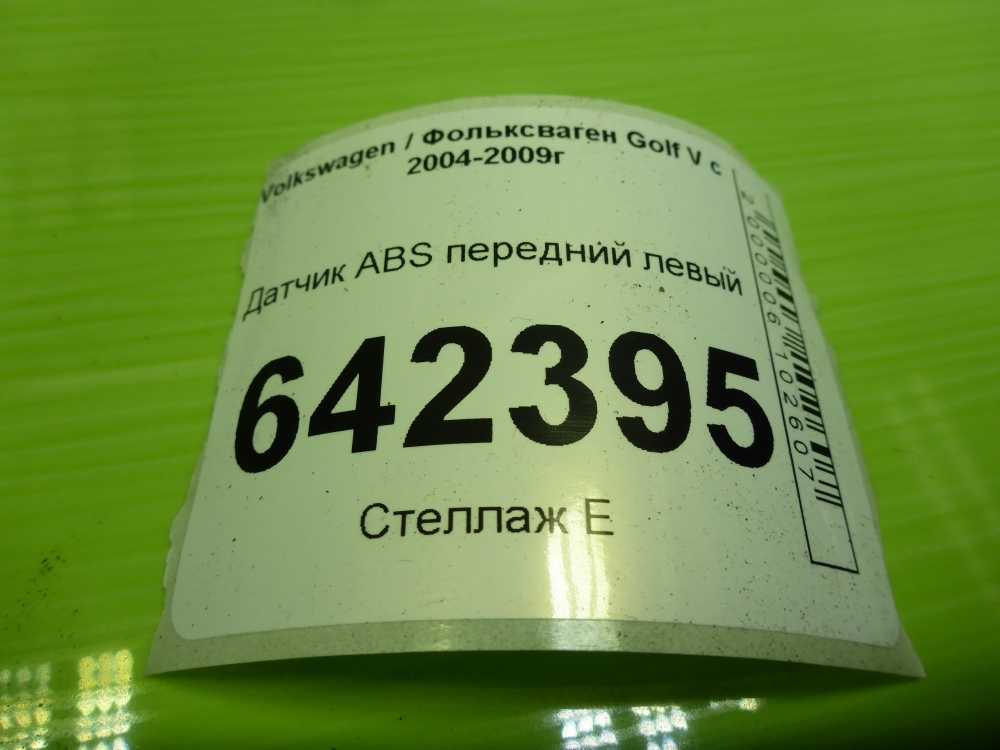 Volkswagen / Фольксваген Golf V с
2004-2009г
Датчик ABS передний левый
642395
Стеллаж Е
2000006102607